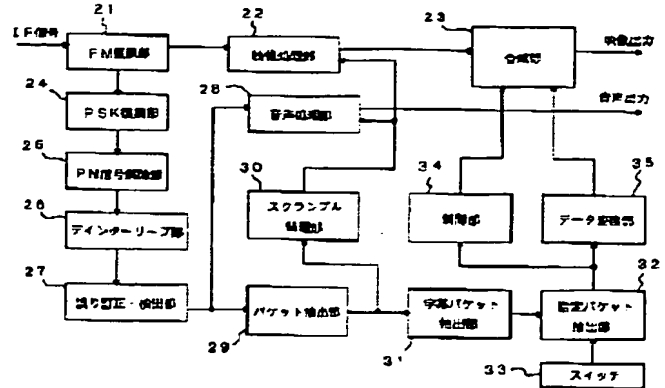 IF信号
21
FM復調部
22
映像処理部
23
合成部
映像出力
24
PSK復調部
28
音声処理部
音声出力
26
PN信号解除部
30
スクランブル
処理部
34
制御部
35
データ変換部
26
デインターリーブ部
27
誤り訂正・検出部
29
パケット抽出部
31
字幕パケット
抽出部
32
指定パケット
抽出部
33
スイッチ